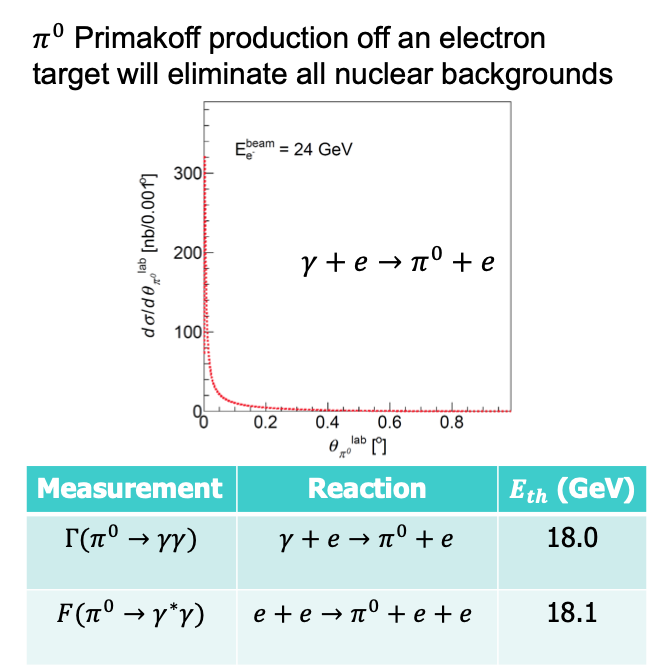 π⁰ Primakoff production off an electron
target will eliminate all nuclear backgrounds
E_e⁻^beam = 24 GeV
γ + e → π⁰ + e
dσ/dθ_π⁰^lab [nb/0.001°]
300
200
100
0
0 0.2 0.4 0.6 0.8
θ_π⁰^lab [°]
Measurement Reaction E_th (GeV)
Γ(π⁰ → γγ) γ + e → π⁰ + e 18.0
F(π⁰ → γ*γ) e + e → π⁰ + e + e 18.1